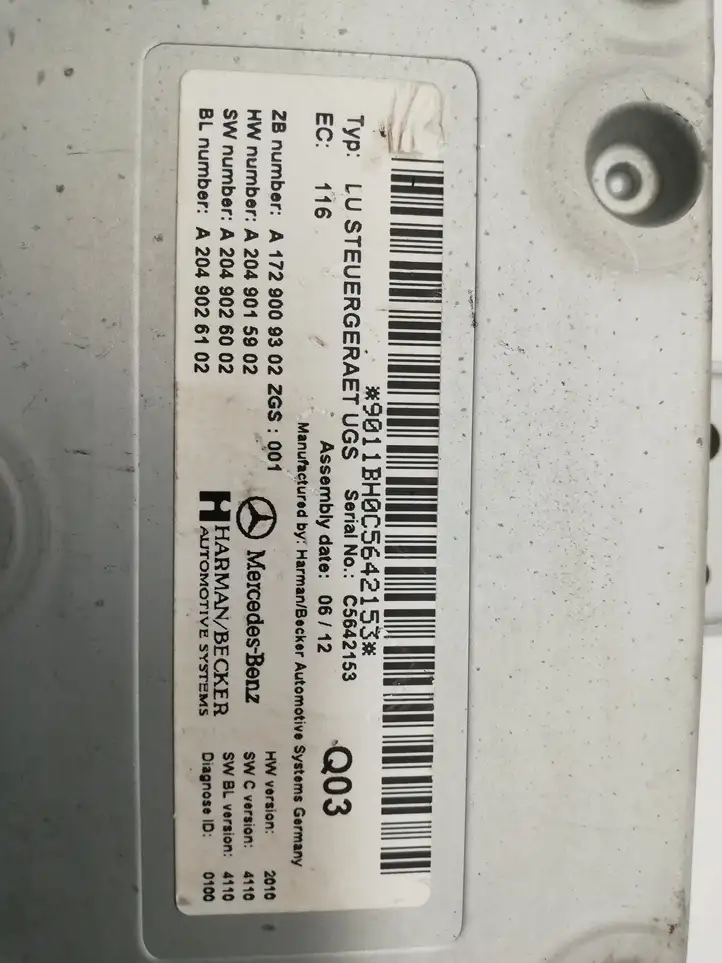 *9011BH0C5642153*
Typ: LU STEUERGERAET UGS Serial No.: C5642153
EC: 116 Assembly date: 06 / 12 Q03
Manufactured by: Harman/Becker Automotive Systems Germany
ZB number: A 172 900 93 02 ZGS : 001
HW number: A 204 901 59 02
SW number: A 204 902 60 02
BL number: A 204 902 61 02
Mercedes-Benz
HARMAN/BECKER
AUTOMOTIVE SYSTEMS
HW version: 2010
SW C version: 4110
SW BL version: 4110
Diagnose ID: 0100